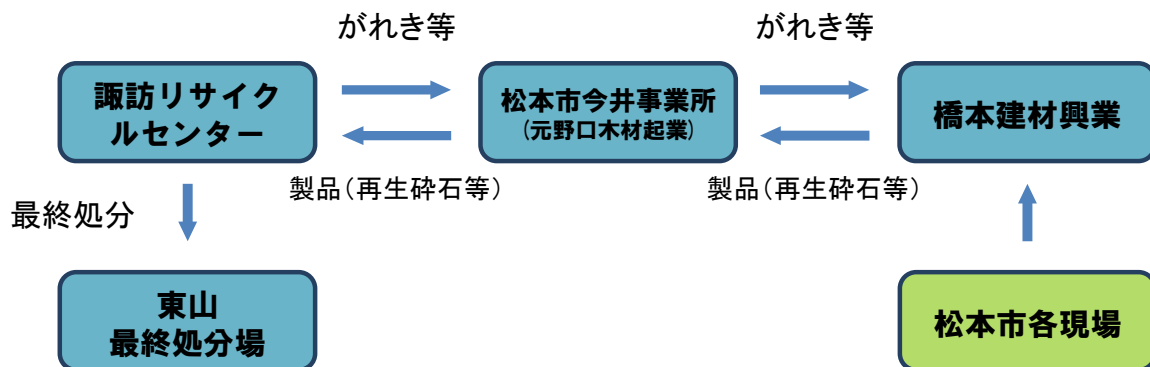 がれき等
がれき等
諏訪リサイク
ルセンター
松本市今井事業所
(元野口木材起業)
橋本建材興業
製品(再生砕石等)
製品(再生砕石等)
最終処分
東山
最終処分場
松本市各現場